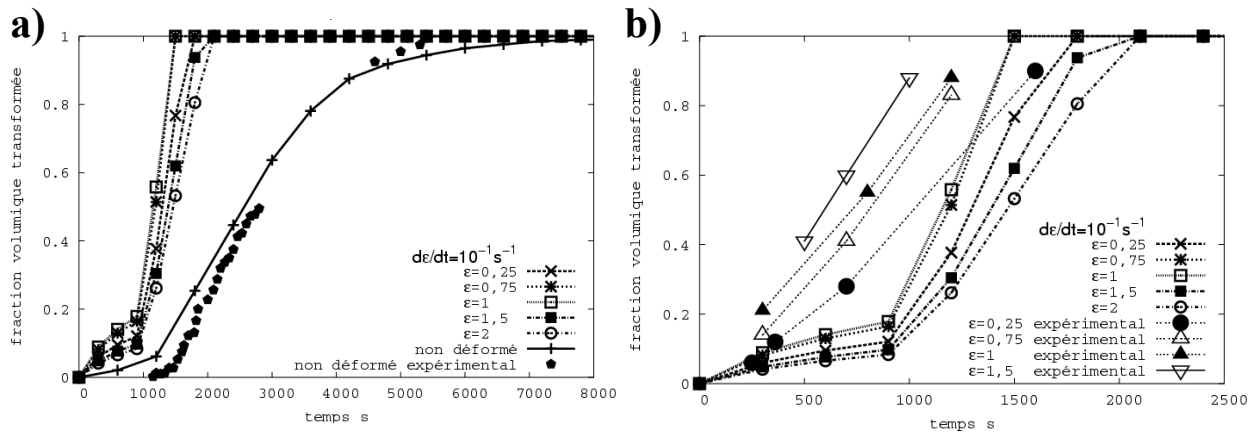 a)
1
0.8
0.6
0.4
0.2
0
fraction volumique transformée
0 1000 2000 3000 4000 5000 6000 7000 8000
temps s
dε/dt=10⁻¹s⁻¹
ε=0,25
ε=0,75
ε=1
ε=1,5
ε=2
non déformé
non déformé expérimental
b)
1
0.8
0.6
0.4
0.2
0
fraction volumique transformée
0 500 1000 1500 2000 2500
temps s
dε/dt=10⁻¹s⁻¹
ε=0,25
ε=0,75
ε=1
ε=1,5
ε=2
ε=0,25 expérimental
ε=0,75 expérimental
ε=1 expérimental
ε=1,5 expérimental